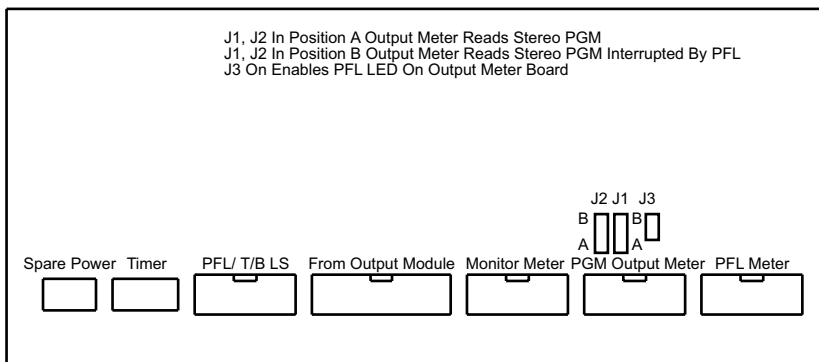 J1, J2 In Position A Output Meter Reads Stereo PGM
J1, J2 In Position B Output Meter Reads Stereo PGM Interrupted By PFL
J3 On Enables PFL LED On Output Meter Board
J2 J1 J3
B B
A A
Spare Power Timer PFL/ T/B LS From Output Module Monitor Meter PGM Output Meter PFL Meter